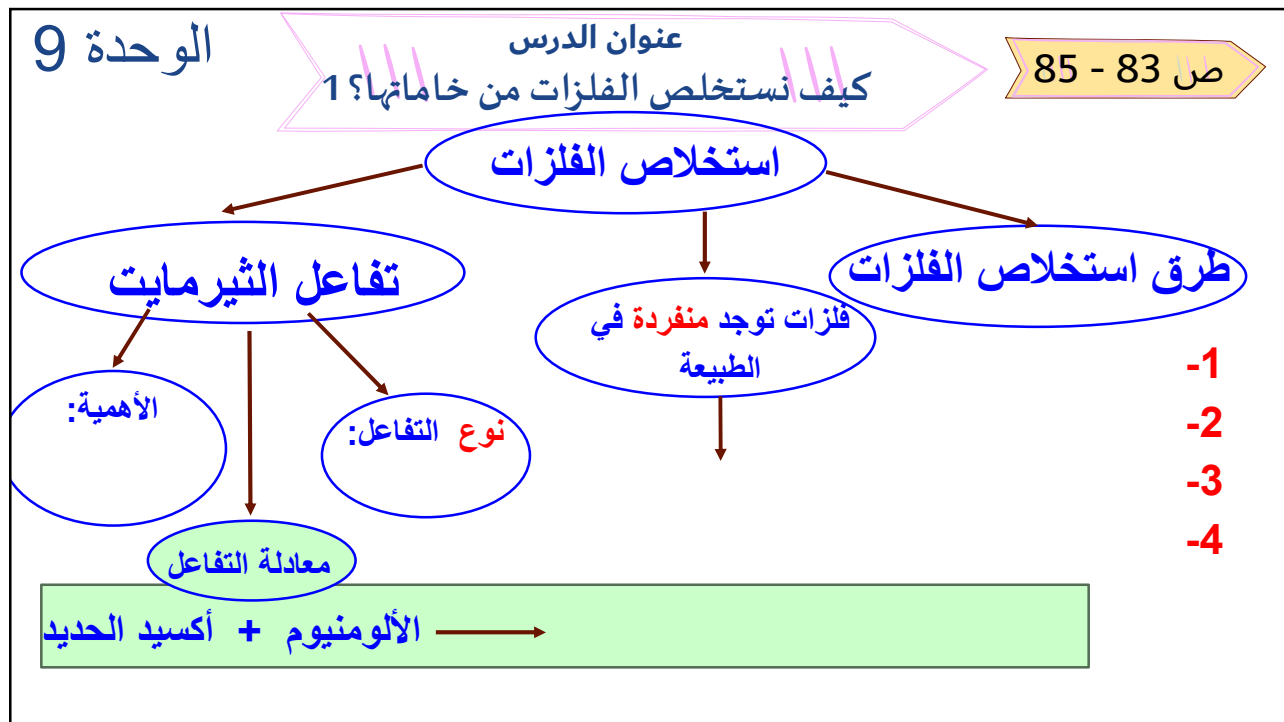 الوحدة 9
عنوان الدرس
كيف نستخلص الفلزات من خاماتها؟ 1
ص 83 - 85
استخلاص الفلزات
طرق استخلاص الفلزات
1-
2-
3-
4-
فلزات توجد منفردة في
الطبيعة
تفاعل الثيرمايت
نوع التفاعل:
الأهمية:
معادلة التفاعل
الألومنيوم + أكسيد الحديد